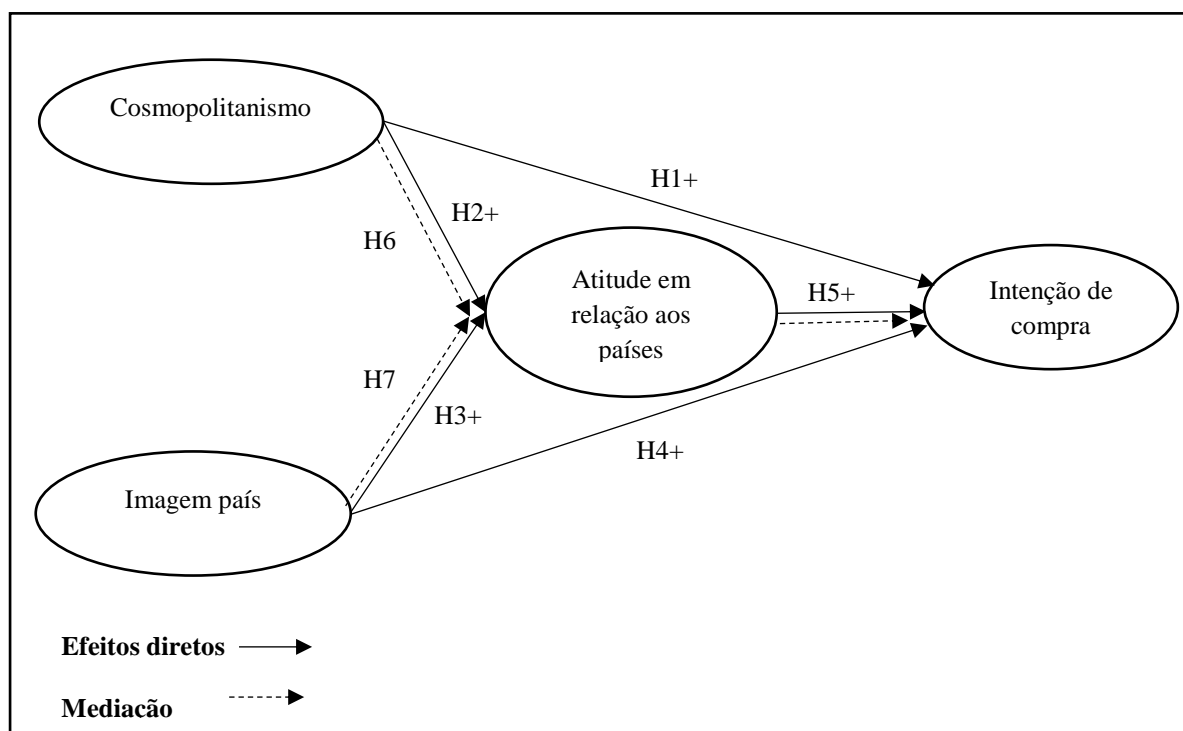 Cosmopolitanismo
H1+
H2+
H6
Atitude em
relação aos
países
H5+
Intenção de
compra
H7
H3+
H4+
Imagem país
Efeitos diretos
Mediacão